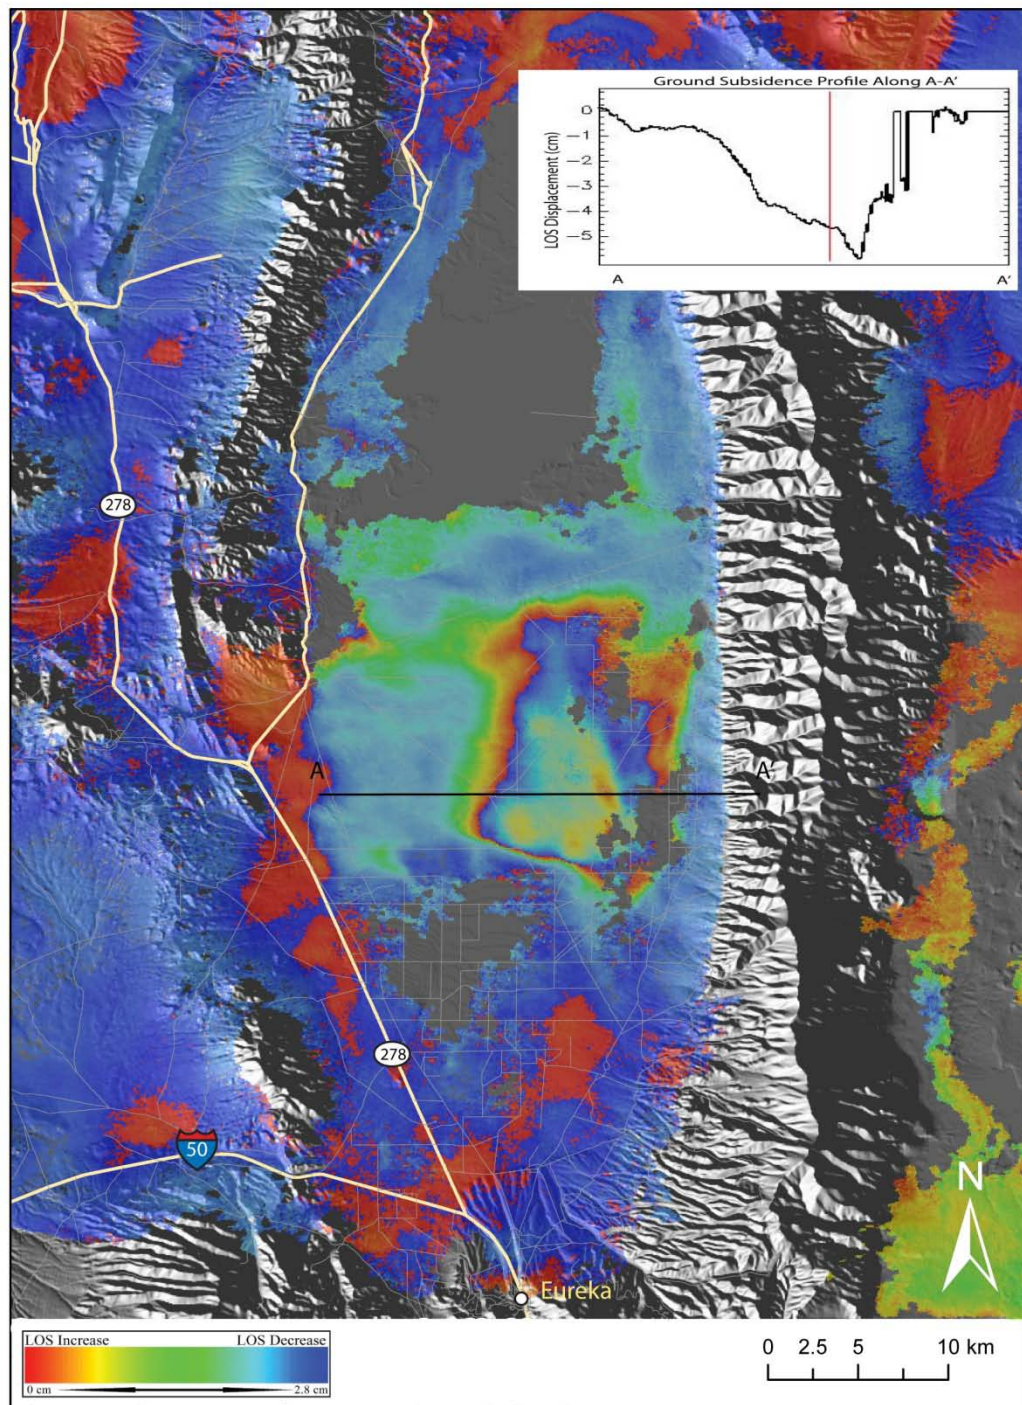 Ground Subsidence Profile Along A-A'
LOS Displacement (cm)
0
-1
-2
-3
-4
-5
A
A'
278
A
A'
278
50
N
Eureka
LOS Increase LOS Decrease
0 cm 2.8 cm
0 2.5 5 10 km